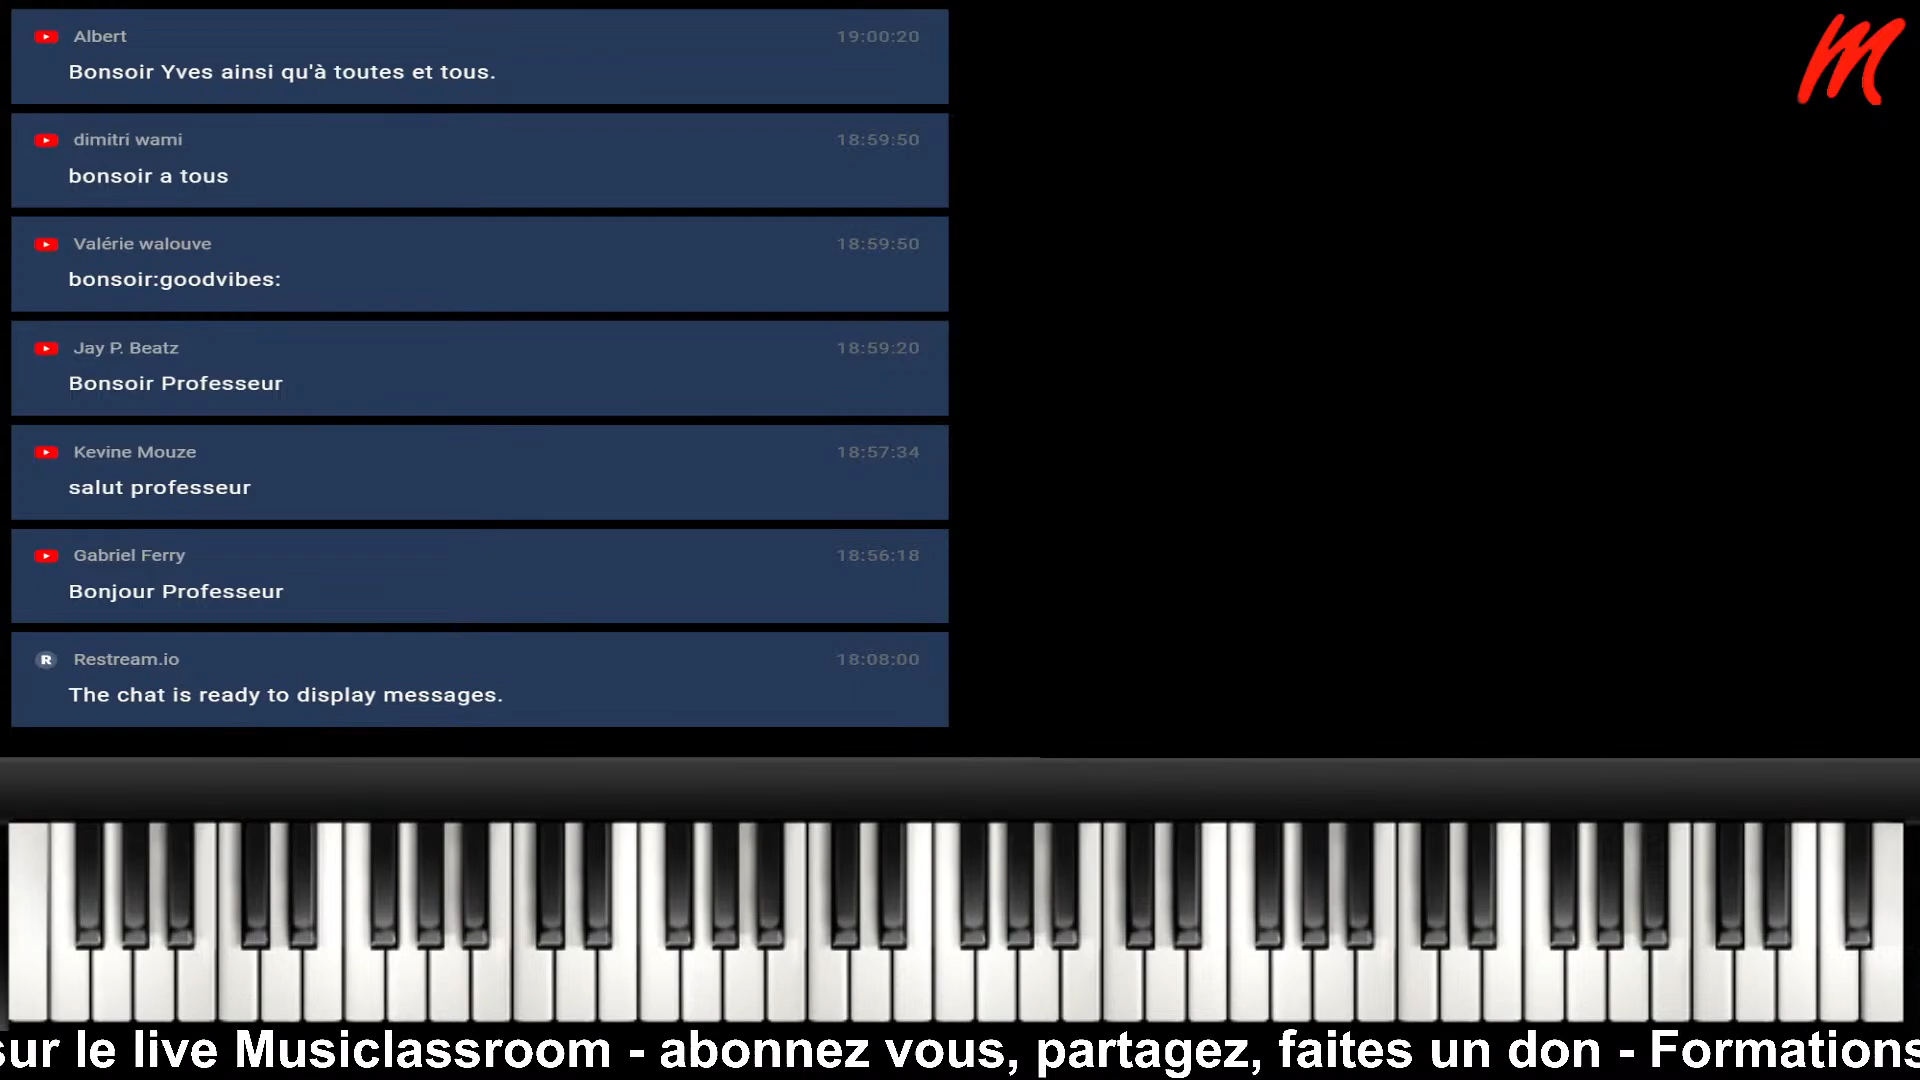 Albert 19:00:20
Bonsoir Yves ainsi qu'à toutes et tous.
dimitri wami 18:59:50
bonsoir a tous
Valérie walouve 18:59:50
bonsoir:goodvibes:
Jay P. Beatz 18:59:20
Bonsoir Professeur
Kevine Mouze 18:57:34
salut professeur
Gabriel Ferry 18:56:18
Bonjour Professeur
R Restream.io 18:08:00
The chat is ready to display messages.
M
sur le live Musiclassroom - abonnez vous, partagez, faites un don - Formations